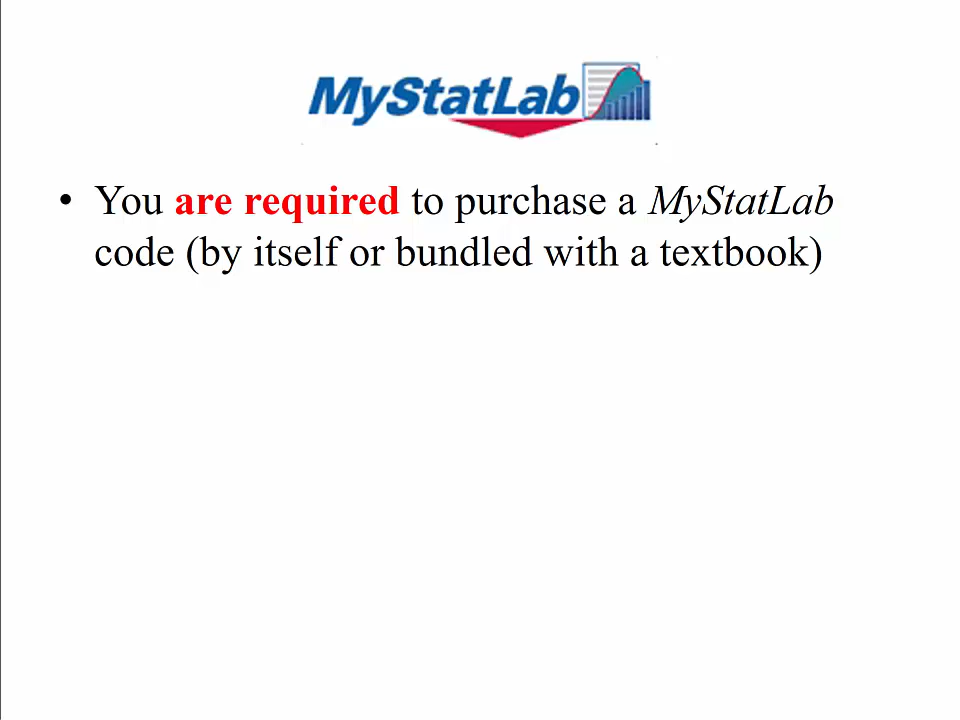 MyStatLab
• You are required to purchase a MyStatLab
code (by itself or bundled with a textbook)